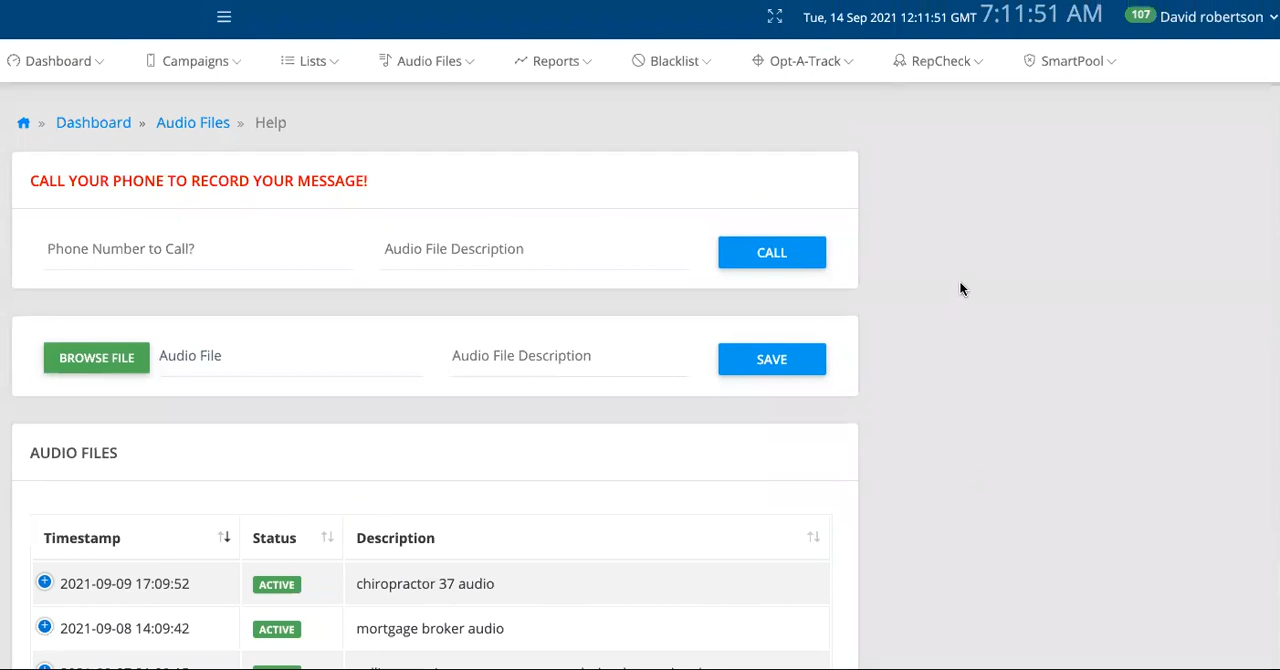 Tue, 14 Sep 2021 12:11:51 GMT 7:11:51 AM 107 David robertson
Dashboard Campaigns Lists Audio Files Reports Blacklist Opt-A-Track RepCheck SmartPool
» Dashboard » Audio Files » Help
CALL YOUR PHONE TO RECORD YOUR MESSAGE!
Phone Number to Call? Audio File Description CALL
BROWSE FILE Audio File Audio File Description SAVE
AUDIO FILES
Timestamp Status Description
2021-09-09 17:09:52 ACTIVE chiropractor 37 audio
2021-09-08 14:09:42 ACTIVE mortgage broker audio